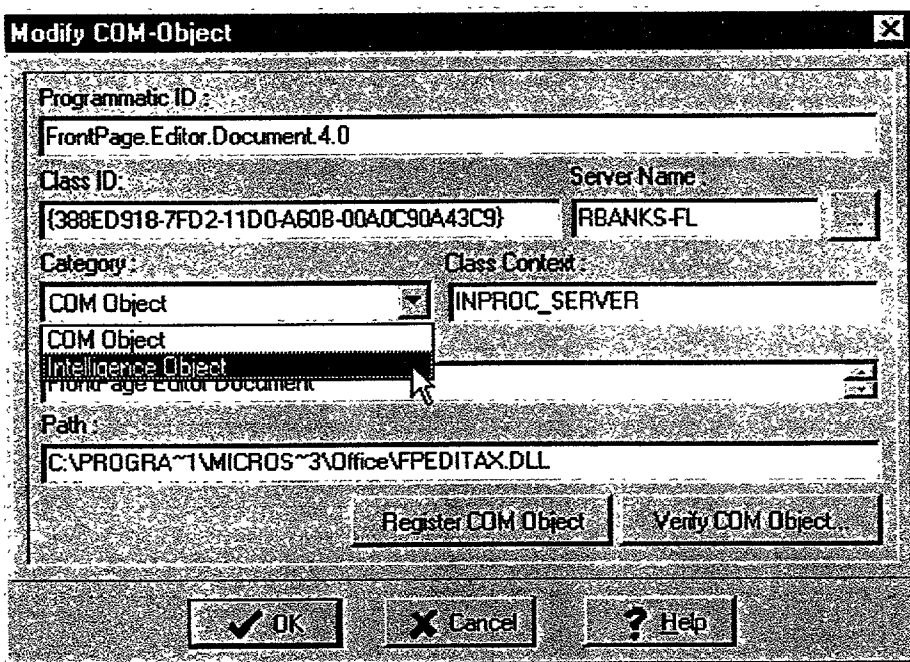 Modify COM-Object
Programmatic ID :
FrontPage.Editor.Document.4.0
Class ID: Server Name :
{388ED918-7FD2-11D0-A60B-00A0C90A43C9} RBANKS-FL ...
Category : Class Context :
COM Object INPROC_SERVER
COM Object
Intelligence Object
FrontPage Editor Document
Path :
C:\PROGRA~1\MICROS~3\Office\FPEDITAX.DLL
Register COM Object Verify COM Object...
OK Cancel Help